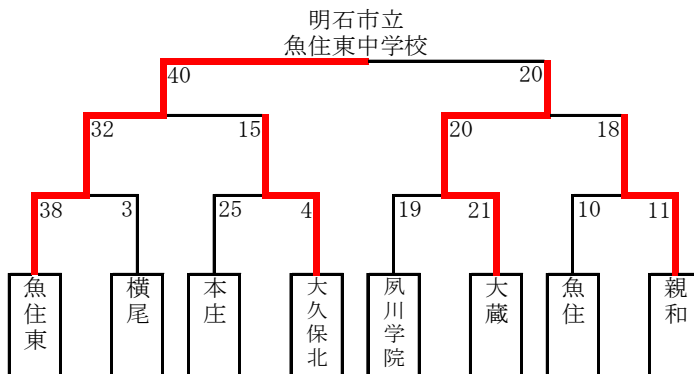 明石市立
魚住東中学校
40
20
32
15
20
18
38
3
25
4
19
21
10
11
魚住東
横尾
本庄
大久保北
夙川学院
大蔵
魚住
親和